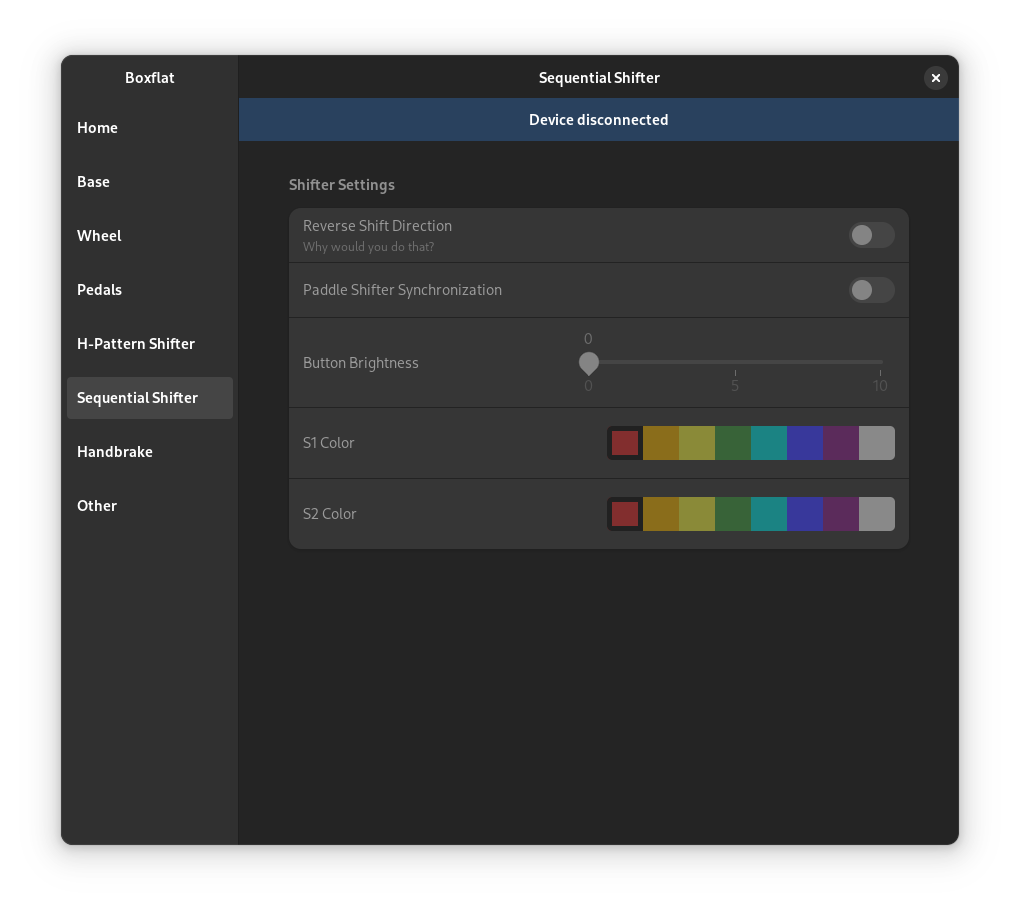 Boxflat
Sequential Shifter
Home
Base
Wheel
Pedals
H-Pattern Shifter
Sequential Shifter
Handbrake
Other
Device disconnected
Shifter Settings
Reverse Shift Direction
Why would you do that?
Paddle Shifter Synchronization
Button Brightness
0
0 5 10
S1 Color
S2 Color